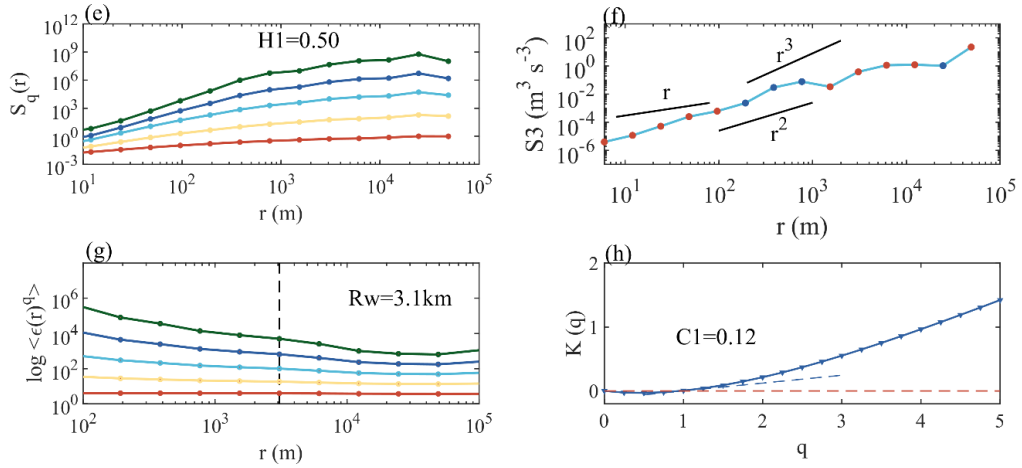 (e)
H1=0.50
S_q(r)
10^12
10^9
10^6
10^3
10^0
10^-3
10^1 10^2 10^3 10^4 10^5
r (m)
(f)
S3 (m^3 s^-3)
10^2
10^0
10^-2
10^-4
10^-6
r
r^3
r^2
10^1 10^2 10^3 10^4 10^5
r (m)
(g)
Rw=3.1km
log <ϵ(r)^q>
10^6
10^4
10^2
10^0
10^2 10^3 10^4 10^5
r (m)
(h)
C1=0.12
K (q)
2
1
0
0 1 2 3 4 5
q